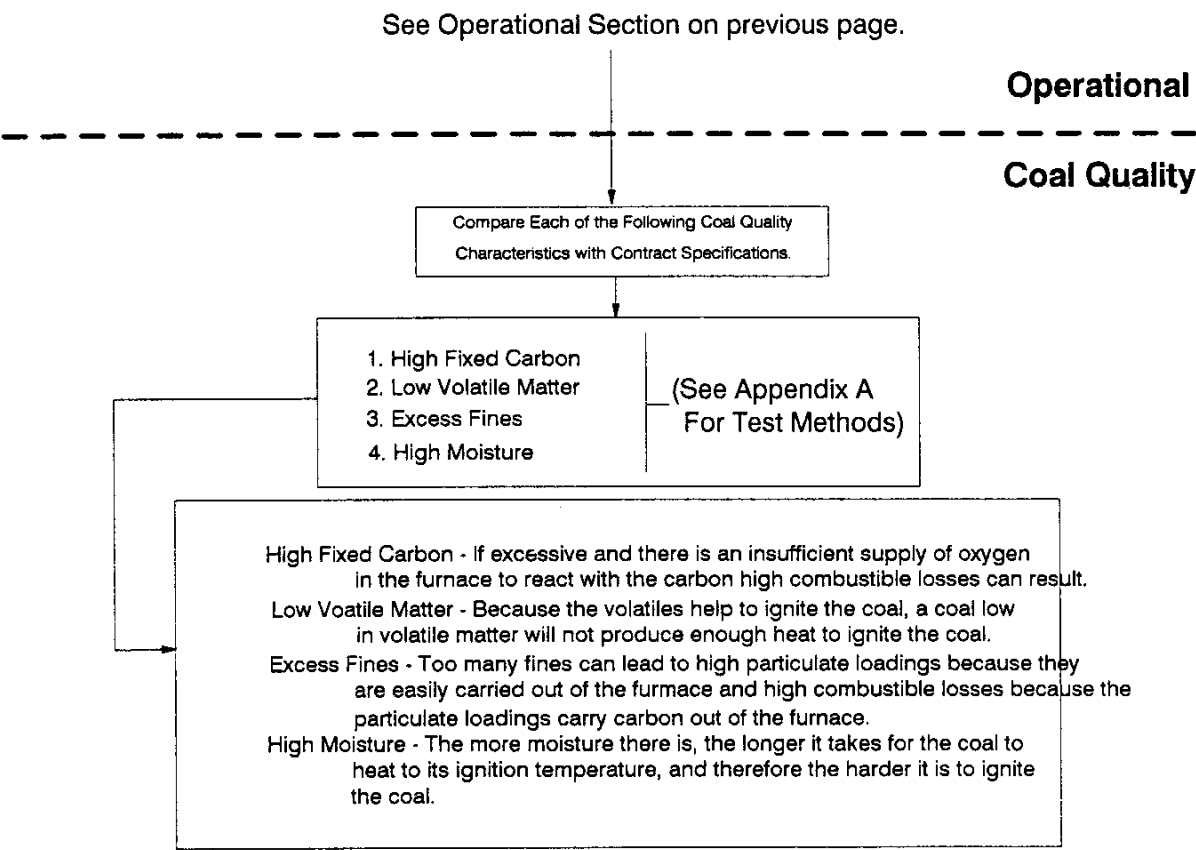 See Operational Section on previous page.
Operational
Coal Quality
Compare Each of the Following Coal Quality
Characteristics with Contract Specifications.
1. High Fixed Carbon
2. Low Volatile Matter
3. Excess Fines
4. High Moisture
(See Appendix A
For Test Methods)
High Fixed Carbon - If excessive and there is an insufficient supply of oxygen
in the furnace to react with the carbon high combustible losses can result.
Low Voatile Matter - Because the volatiles help to ignite the coal, a coal low
in volatile matter will not produce enough heat to ignite the coal.
Excess Fines - Too many fines can lead to high particulate loadings because they
are easily carried out of the furmace and high combustible losses because the
particulate loadings carry carbon out of the furnace.
High Moisture - The more moisture there is, the longer it takes for the coal to
heat to its ignition temperature, and therefore the harder it is to ignite
the coal.